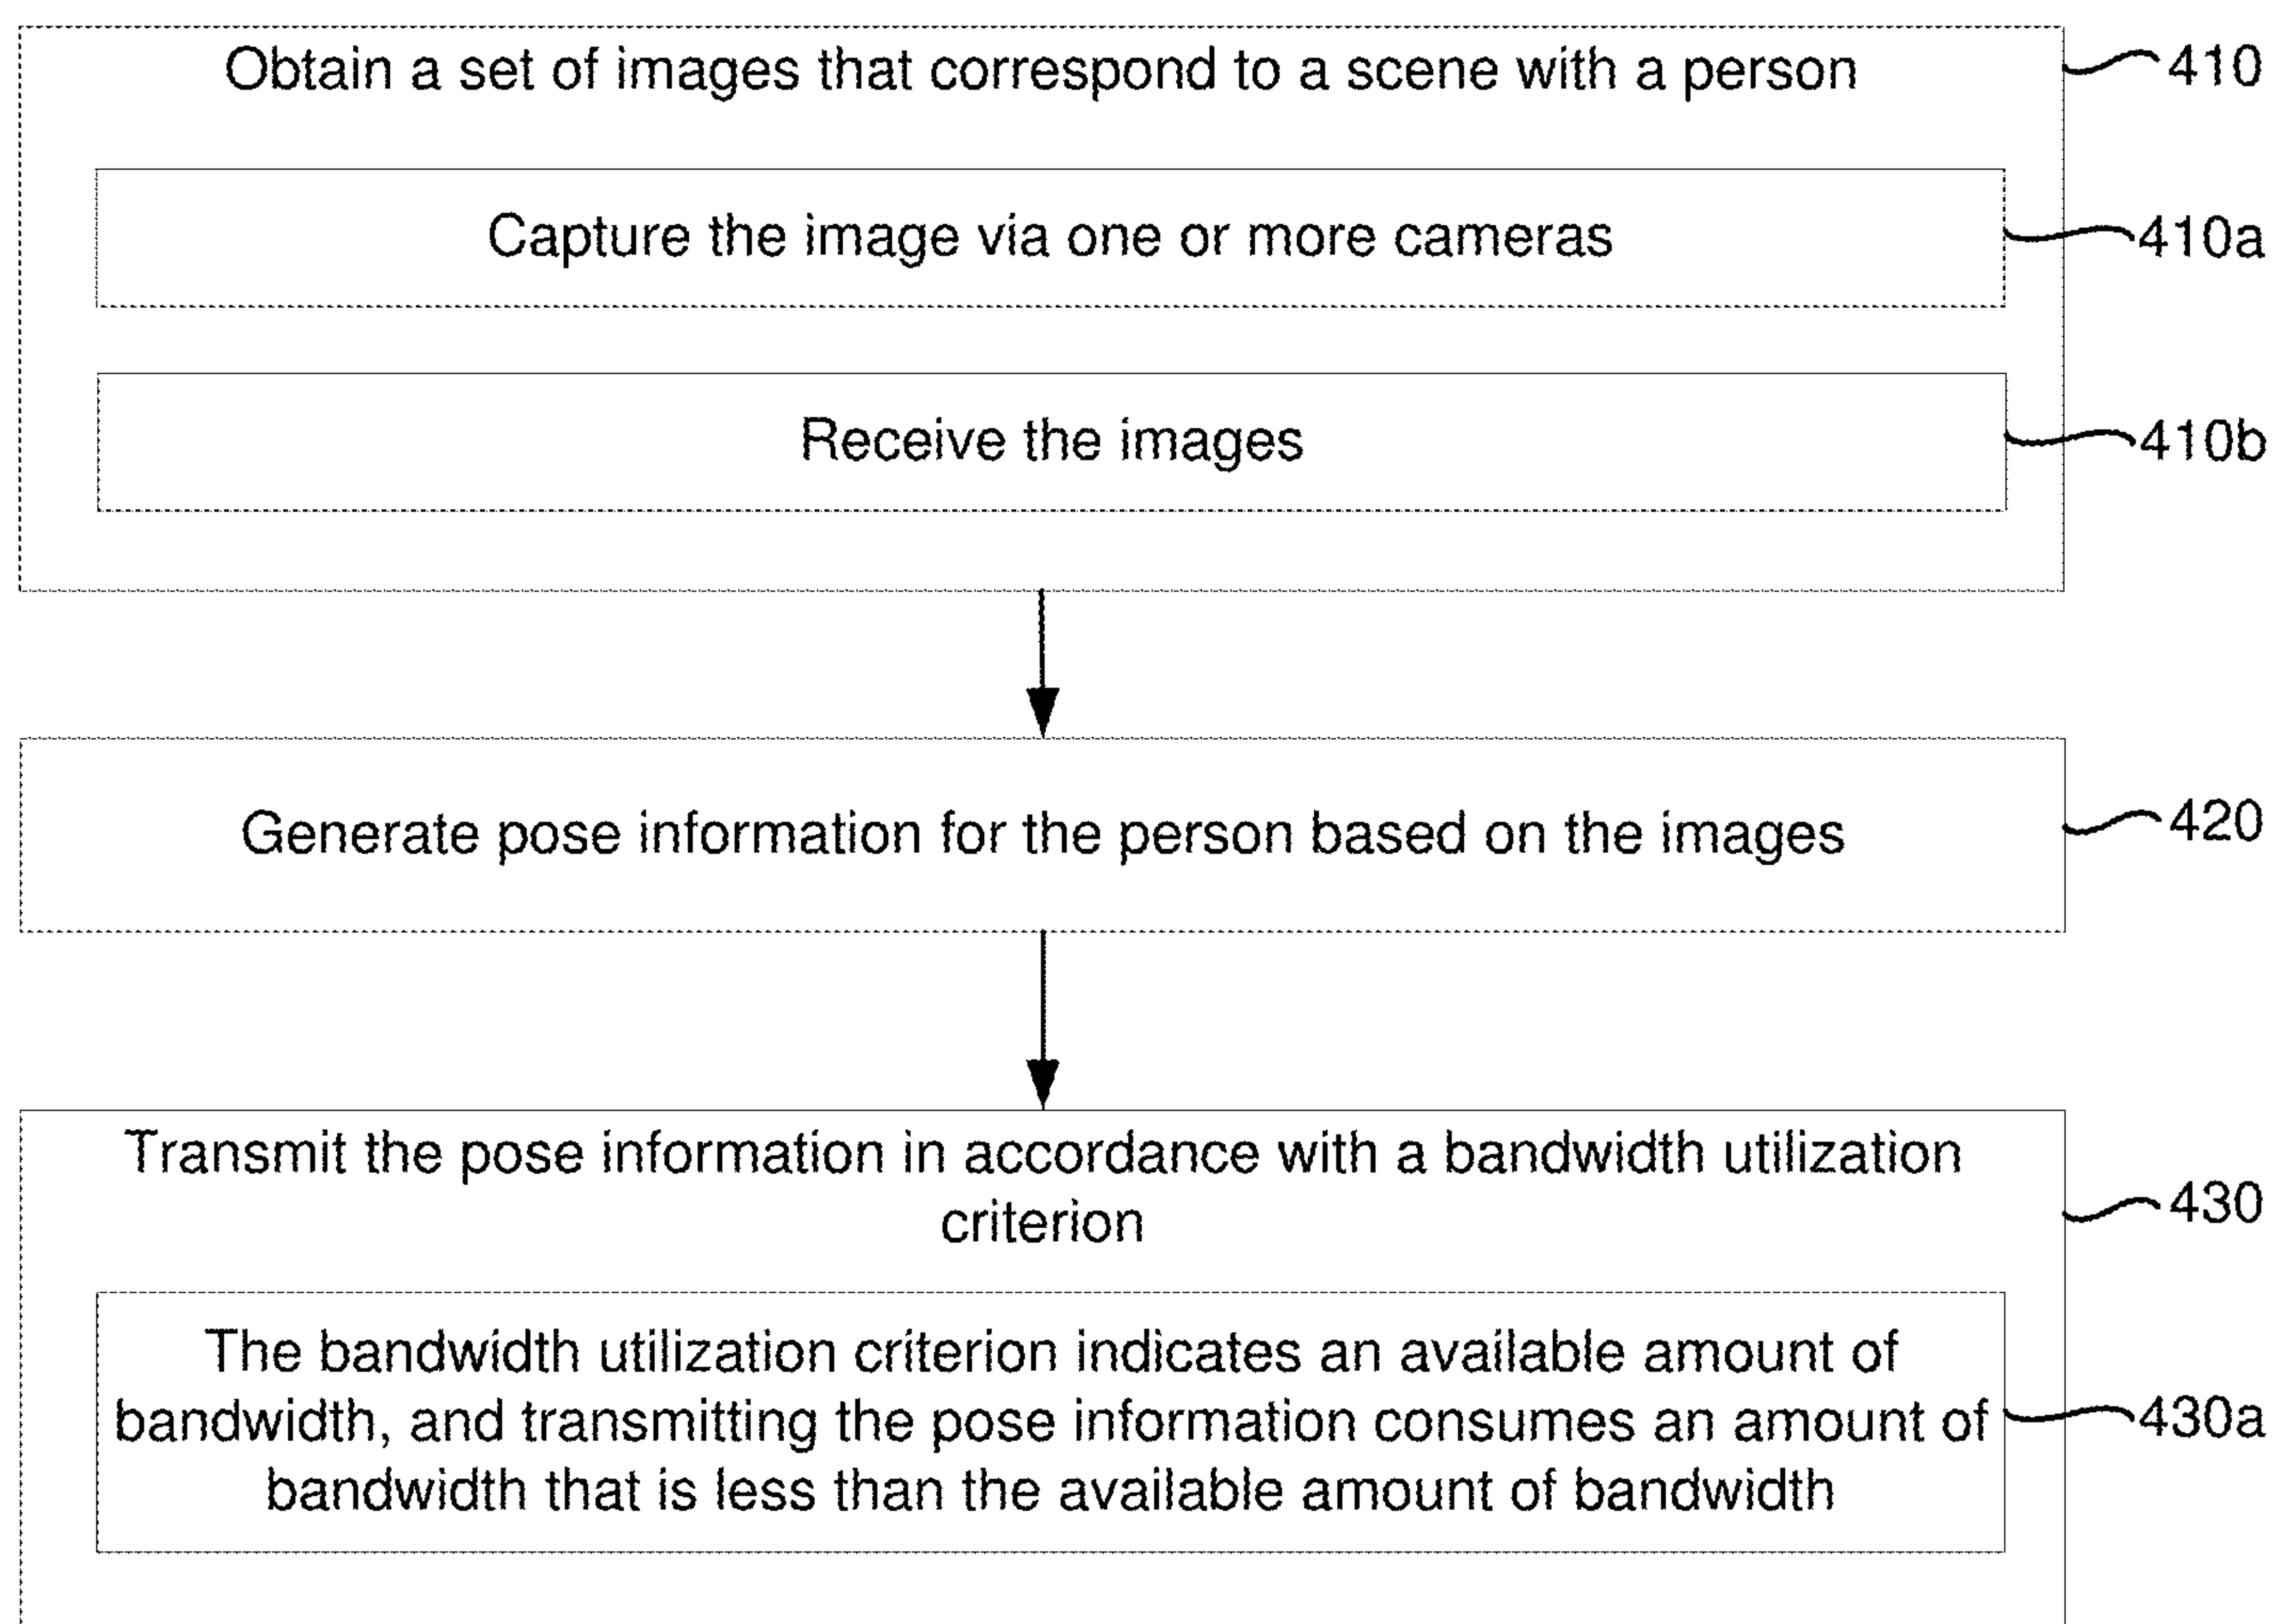 Obtain a set of images that correspond to a scene with a person
410
Capture the image via one or more cameras
410a
Receive the images
410b
Generate pose information for the person based on the images
420
Transmit the pose information in accordance with a bandwidth utilization
criterion
430
The bandwidth utilization criterion indicates an available amount of
bandwidth, and transmitting the pose information consumes an amount of
bandwidth that is less than the available amount of bandwidth
430a